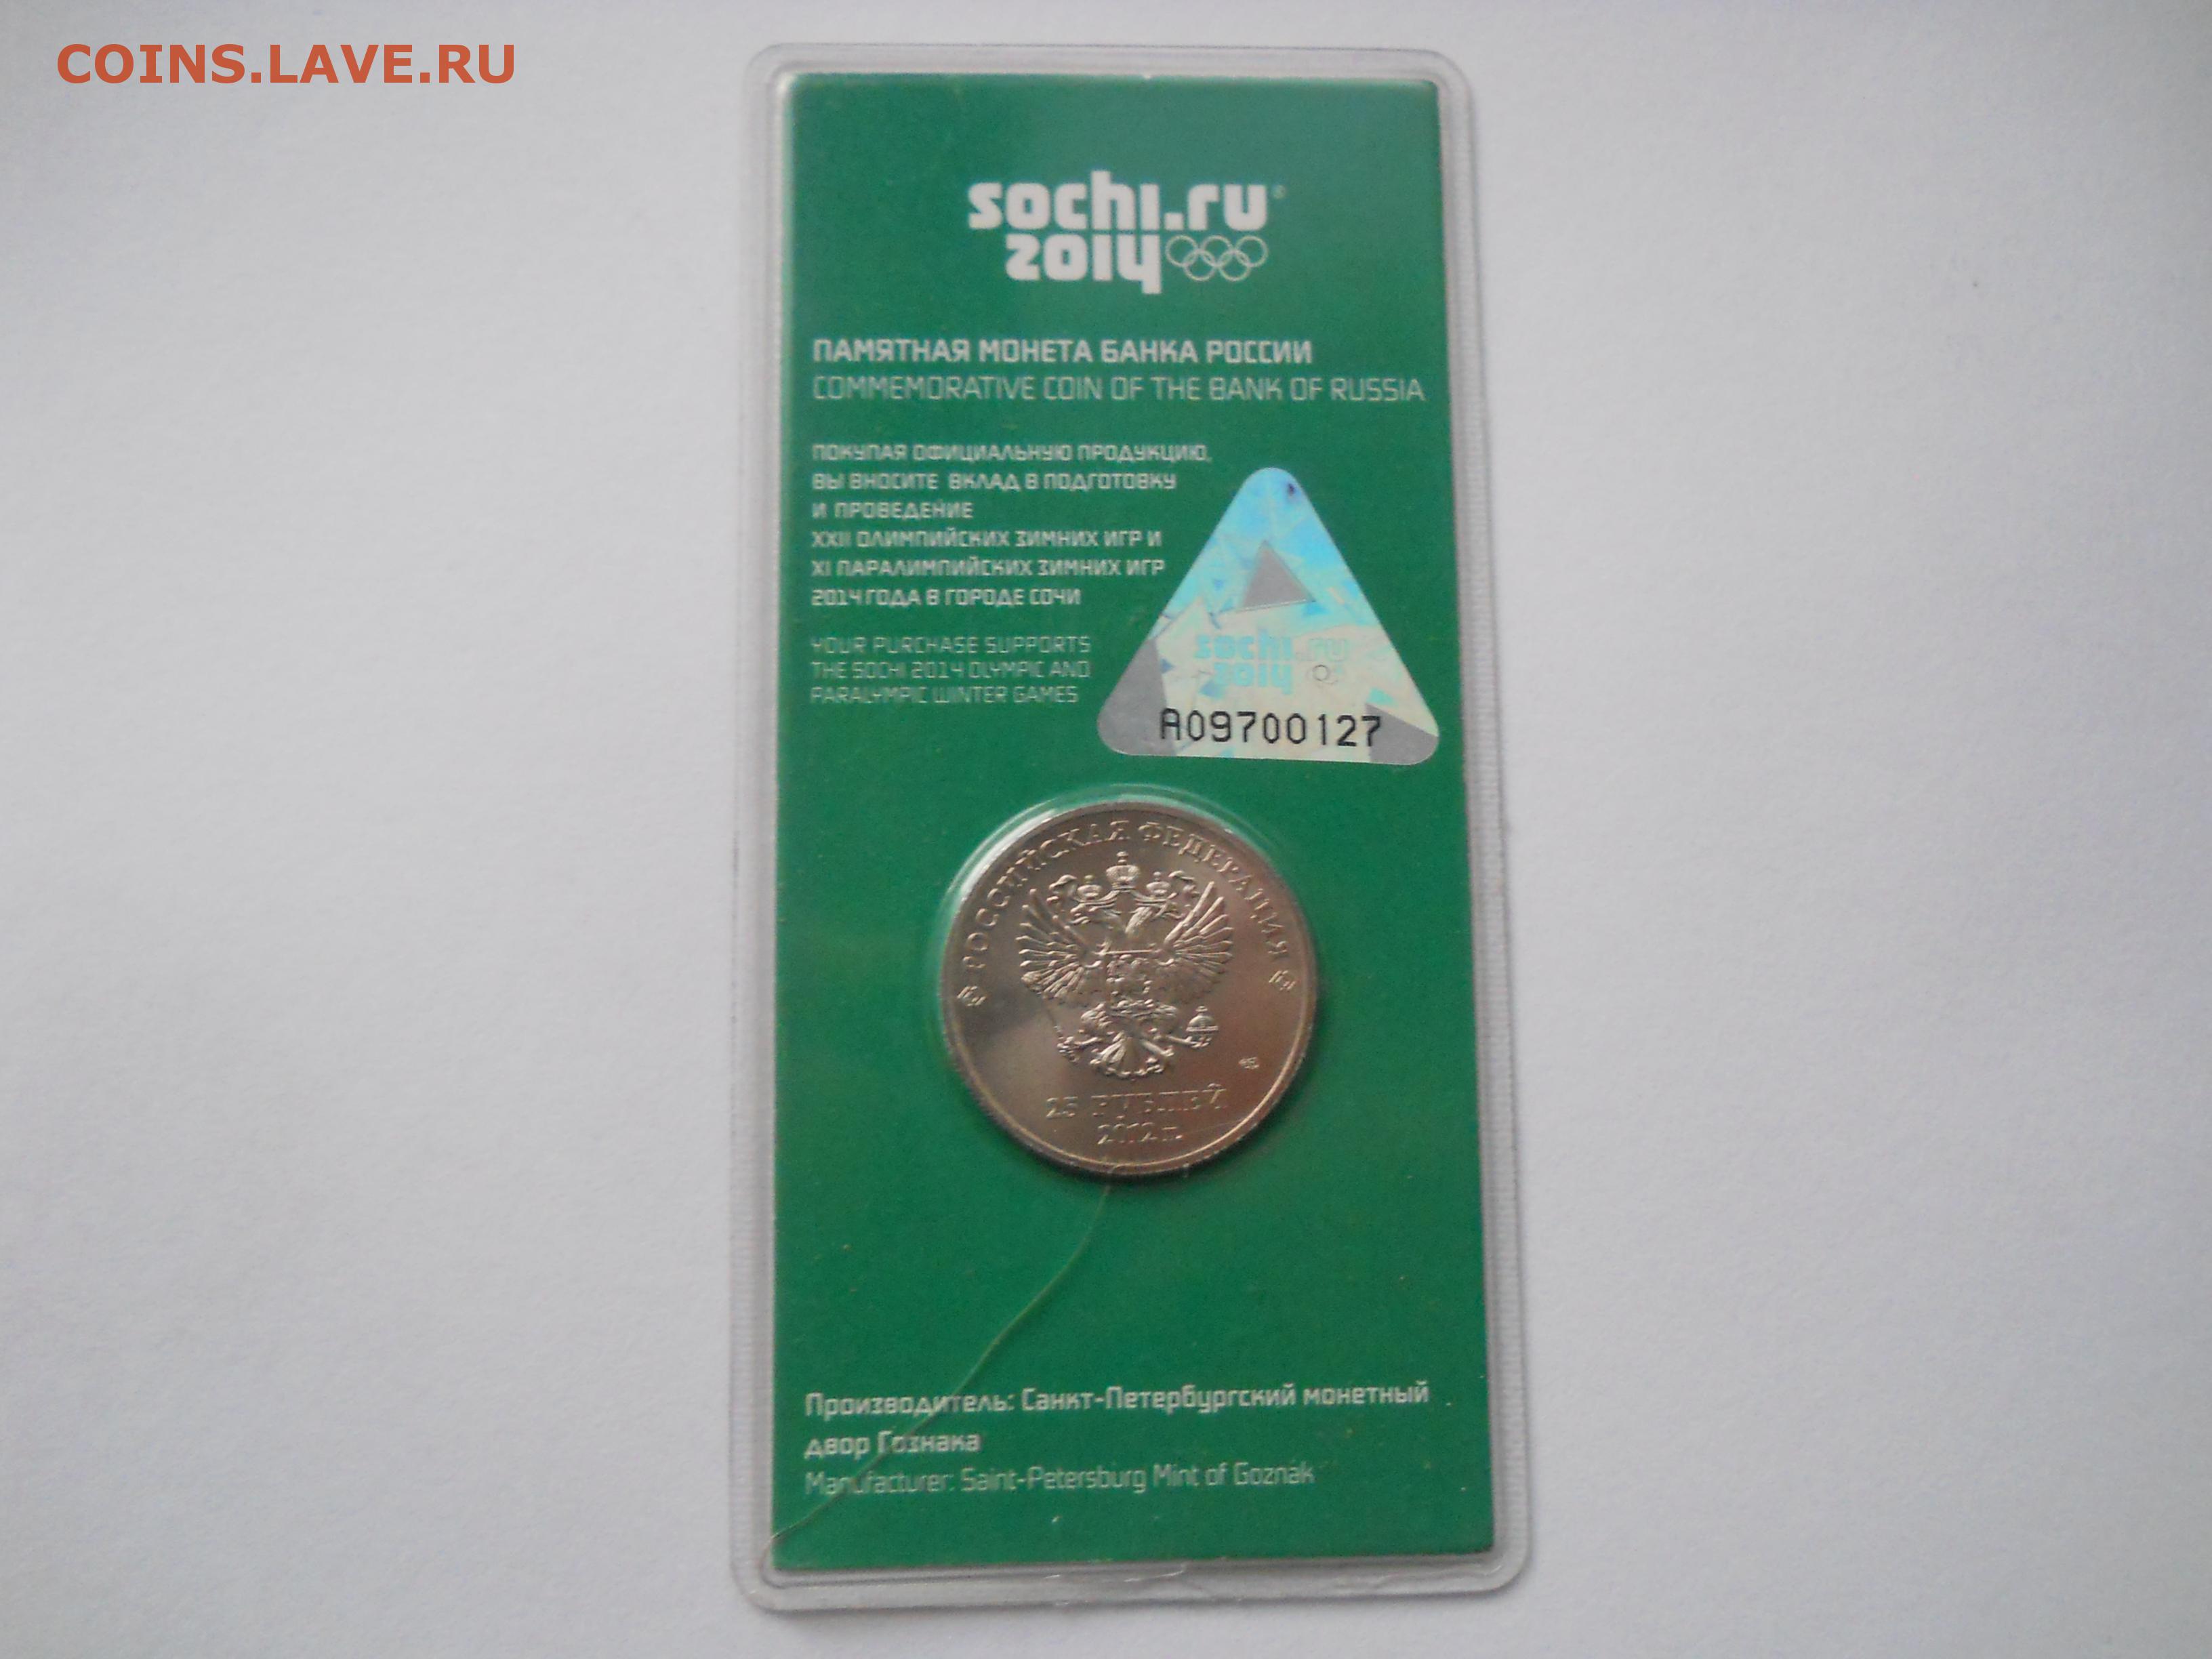 COINS.LAVE.RU
sochi.ru®
2014
ПАМЯТНАЯ МОНЕТА БАНКА РОССИИ
COMMEMORATIVE COIN OF THE BANK OF RUSSIA
ПОКУПАЯ ОФИЦИАЛЬНУЮ ПРОДУКЦИЮ,
ВЫ ВНОСИТЕ ВКЛАД В ПОДГОТОВКУ
И ПРОВЕДЕНИЕ
XXII ОЛИМПИЙСКИХ ЗИМНИХ ИГР И
XI ПАРАЛИМПИЙСКИХ ЗИМНИХ ИГР
2014 ГОДА В ГОРОДЕ СОЧИ
YOUR PURCHASE SUPPORTS
THE SOCHI 2014 OLYMPIC AND
PARALYMPIC WINTER GAMES
sochi.ru
2014
A09700127
РОССИЙСКАЯ ФЕДЕРАЦИЯ
25 РУБЛЕЙ
2012 г.
Производитель: Санкт-Петербургский монетный
двор Гознака
Manufacturer: Saint-Petersburg Mint of Goznak